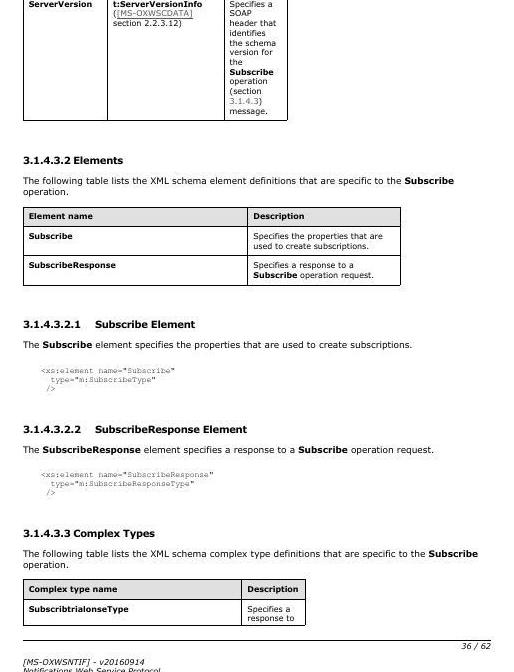 ServerVersion
t:ServerVersionInfo
([MS-OXWSCDATA]
section 2.2.3.12)
Specifies a
SOAP
header that
identifies
the schema
version for
the
Subscribe
operation
(section
3.1.4.3)
message.
3.1.4.3.2 Elements
The following table lists the XML schema element definitions that are specific to the Subscribe
operation.
Element name
Description
Subscribe
Specifies the properties that are
used to create subscriptions.
SubscribeResponse
Specifies a response to a
Subscribe operation request.
3.1.4.3.2.1 Subscribe Element
The Subscribe element specifies the properties that are used to create subscriptions.
<xs:element name="Subscribe"
type="m:SubscribeType"
/>
3.1.4.3.2.2 SubscribeResponse Element
The SubscribeResponse element specifies a response to a Subscribe operation request.
<xs:element name="SubscribeResponse"
type="m:SubscribeResponseType"
/>
3.1.4.3.3 Complex Types
The following table lists the XML schema complex type definitions that are specific to the Subscribe
operation.
Complex type name
Description
SubscribtrialonseType
Specifies a
response to
36 / 62
[MS-OXWSNTIF] - v20160914
Notifications Web Service Protocol